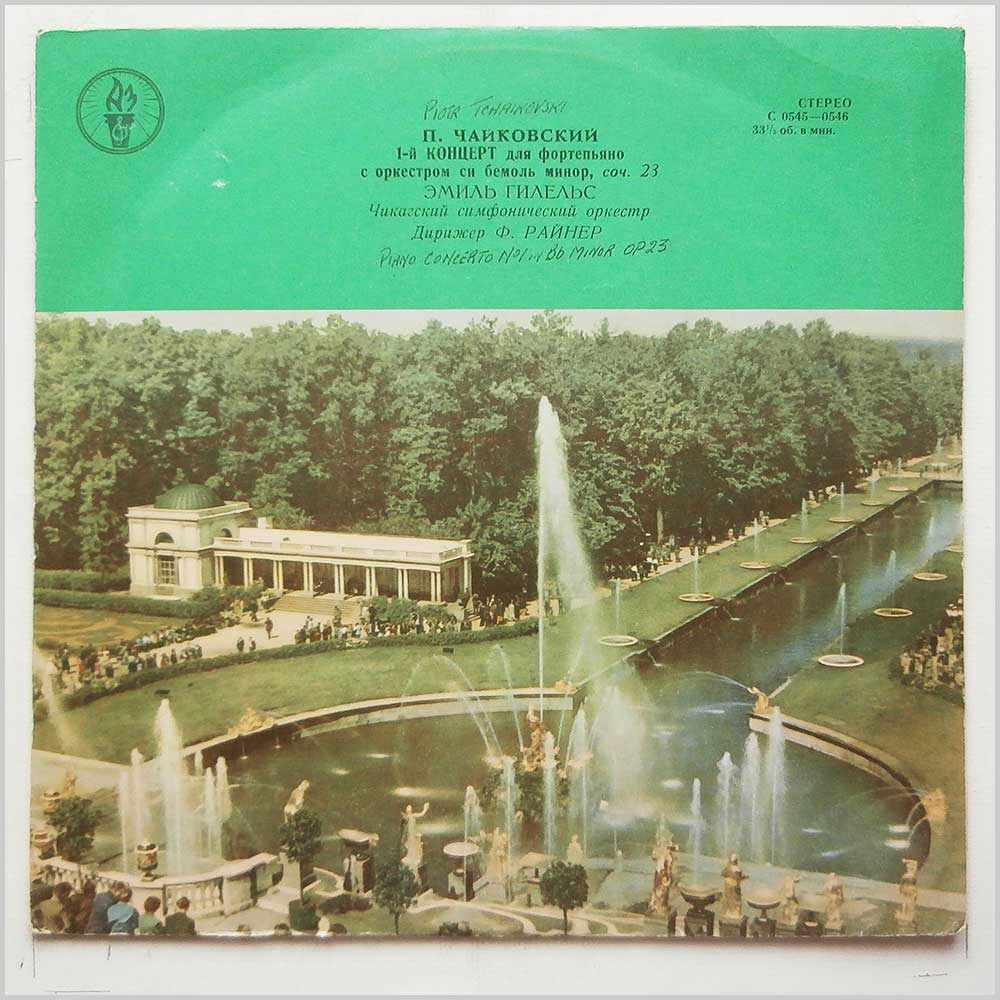 Piotr Tchaikovski
П. ЧАЙКОВСКИЙ
1-й КОНЦЕРТ для фортепьяно
с оркестром си бемоль минор, соч. 23
ЭМИЛЬ ГИЛЕЛЬС
Чикагский симфонический оркестр
Дирижер Ф. РАЙНЕР
PIANO CONCERTO No1 IN Bb MINOR OP23
СТЕРЕО
С 0545—0546
33⅓ об. в мин.